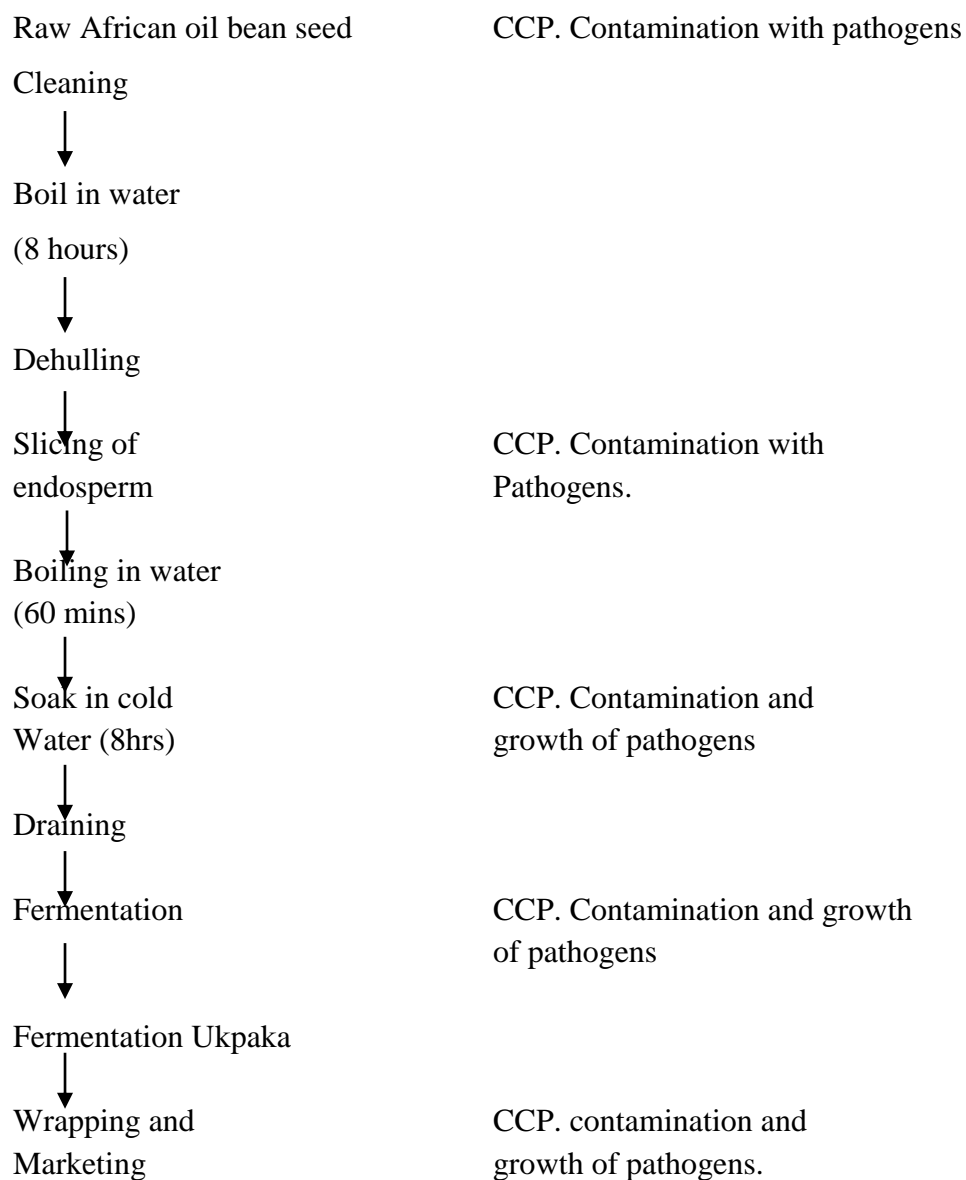 Raw African oil bean seed CCP. Contamination with pathogens
Cleaning
Boil in water
(8 hours)
Dehulling
Slicing of CCP. Contamination with
endosperm Pathogens.
Boiling in water
(60 mins)
Soak in cold CCP. Contamination and
Water (8hrs) growth of pathogens
Draining
Fermentation CCP. Contamination and growth
of pathogens
Fermentation Ukpaka
Wrapping and CCP. contamination and
Marketing growth of pathogens.